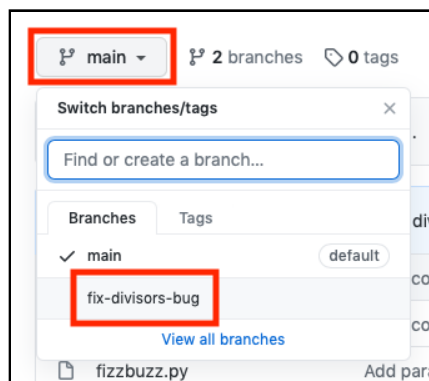 main 2 branches 0 tags
Switch branches/tags
Find or create a branch...
Branches Tags
main default
fix-divisors-bug
View all branches
fizzbuzz.py Add